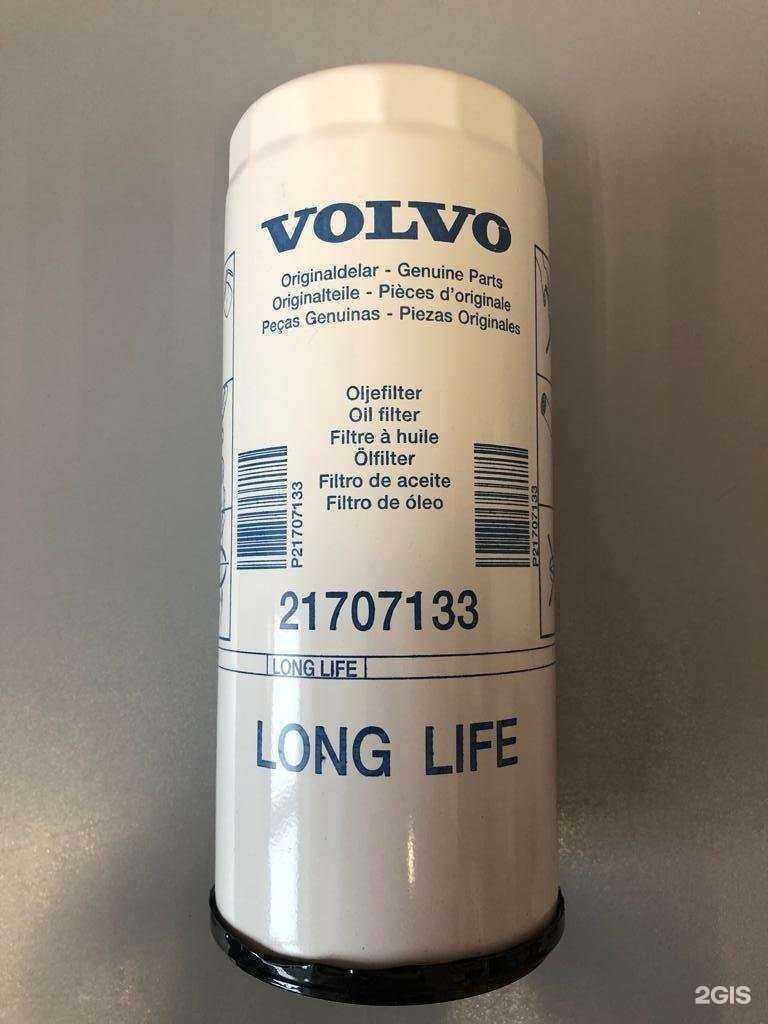 VOLVO
Originaldelar - Genuine Parts
Originalteile - Pièces d'originale
Peças Genuinas - Piezas Originales
Oljefilter
Oil filter
Filtre à huile
Ölfilter
Filtro de aceite
Filtro de óleo
P21707133
P21707133
21707133
LONG LIFE
LONG LIFE
2GIS